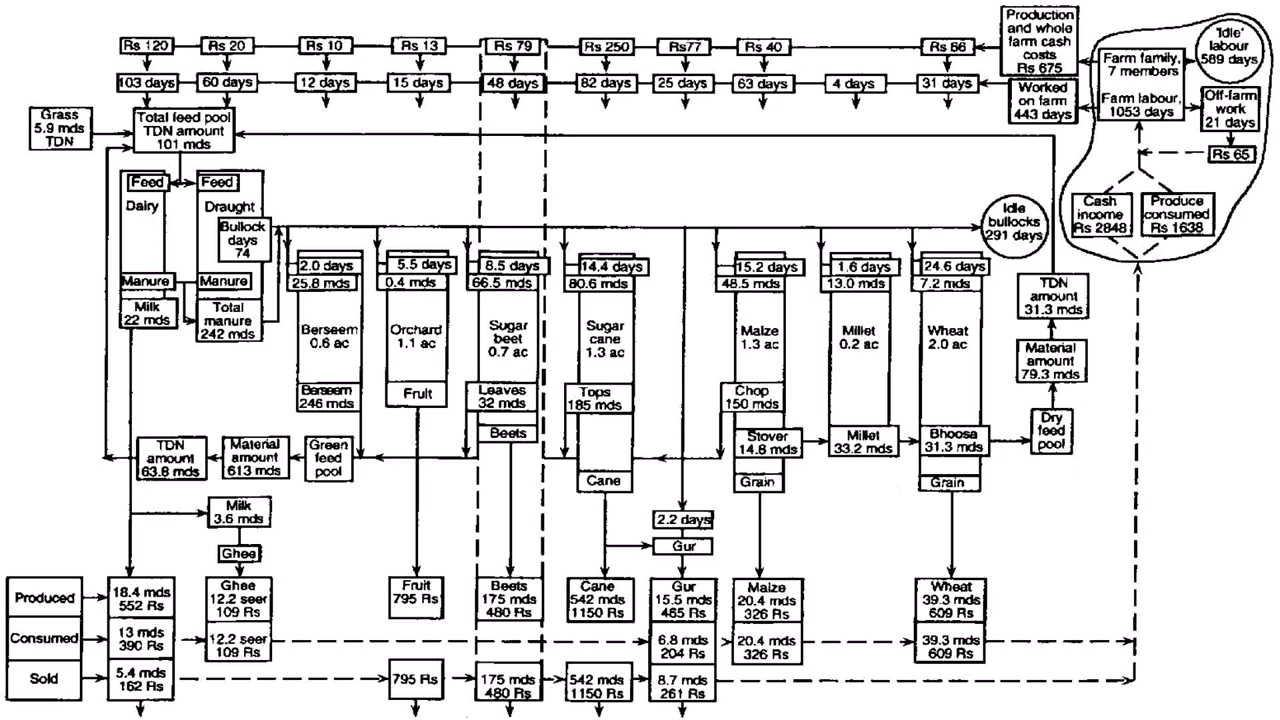 Rs 120
Rs 20
Rs 10
Rs 13
Rs 79
Rs 250
Rs77
Rs 40
Rs 66
Production
and whole
farm cash
costs
Rs 675
103 days
60 days
12 days
15 days
48 days
82 days
25 days
63 days
4 days
31 days
Worked
on farm
443 days
Farm family,
7 members
Farm labour,
1053 days
'Idle'
labour
589 days
Off-farm
work
21 days
Rs 65
Cash
income
Rs 2848
Produce
consumed
Rs 1638
Grass
5.9 mds
TDN
Total feed pool
TDN amount
101 mds
Feed
Feed
Dairy
Draught
Bullock
days
74
Manure
Manure
Milk
22 mds
Total
manure
242 mds
Idle
bullocks
291 days
2.0 days
25.8 mds
Berseem
0.6 ac
Berseem
246 mds
5.5 days
0.4 mds
Orchard
1.1 ac
Fruit
8.5 days
66.5 mds
Sugar
beet
0.7 ac
Leaves
32 mds
Beets
14.4 days
80.6 mds
Sugar
cane
1.3 ac
Tops
185 mds
Cane
15.2 days
48.5 mds
Maize
1.3 ac
Chop
150 mds
Stover
14.8 mds
Grain
1.6 days
13.0 mds
Millet
0.2 ac
Millet
33.2 mds
24.6 days
7.2 mds
Wheat
2.0 ac
Bhoosa
31.3 mds
Grain
TDN
amount
31.3 mds
Material
amount
79.3 mds
Dry
feed
pool
TDN
amount
63.8 mds
Material
amount
613 mds
Green
feed
pool
Milk
3.6 mds
Ghee
2.2 days
Gur
Produced
18.4 mds
552 Rs
Ghee
12.2 seer
109 Rs
Fruit
795 Rs
Beets
175 mds
480 Rs
Cane
542 mds
1150 Rs
Gur
15.5 mds
465 Rs
Maize
20.4 mds
326 Rs
Wheat
39.3 mds
609 Rs
Consumed
13 mds
390 Rs
12.2 seer
109 Rs
6.8 mds
204 Rs
20.4 mds
326 Rs
39.3 mds
609 Rs
Sold
5.4 mds
162 Rs
795 Rs
175 mds
480 Rs
542 mds
1150 Rs
8.7 mds
261 Rs